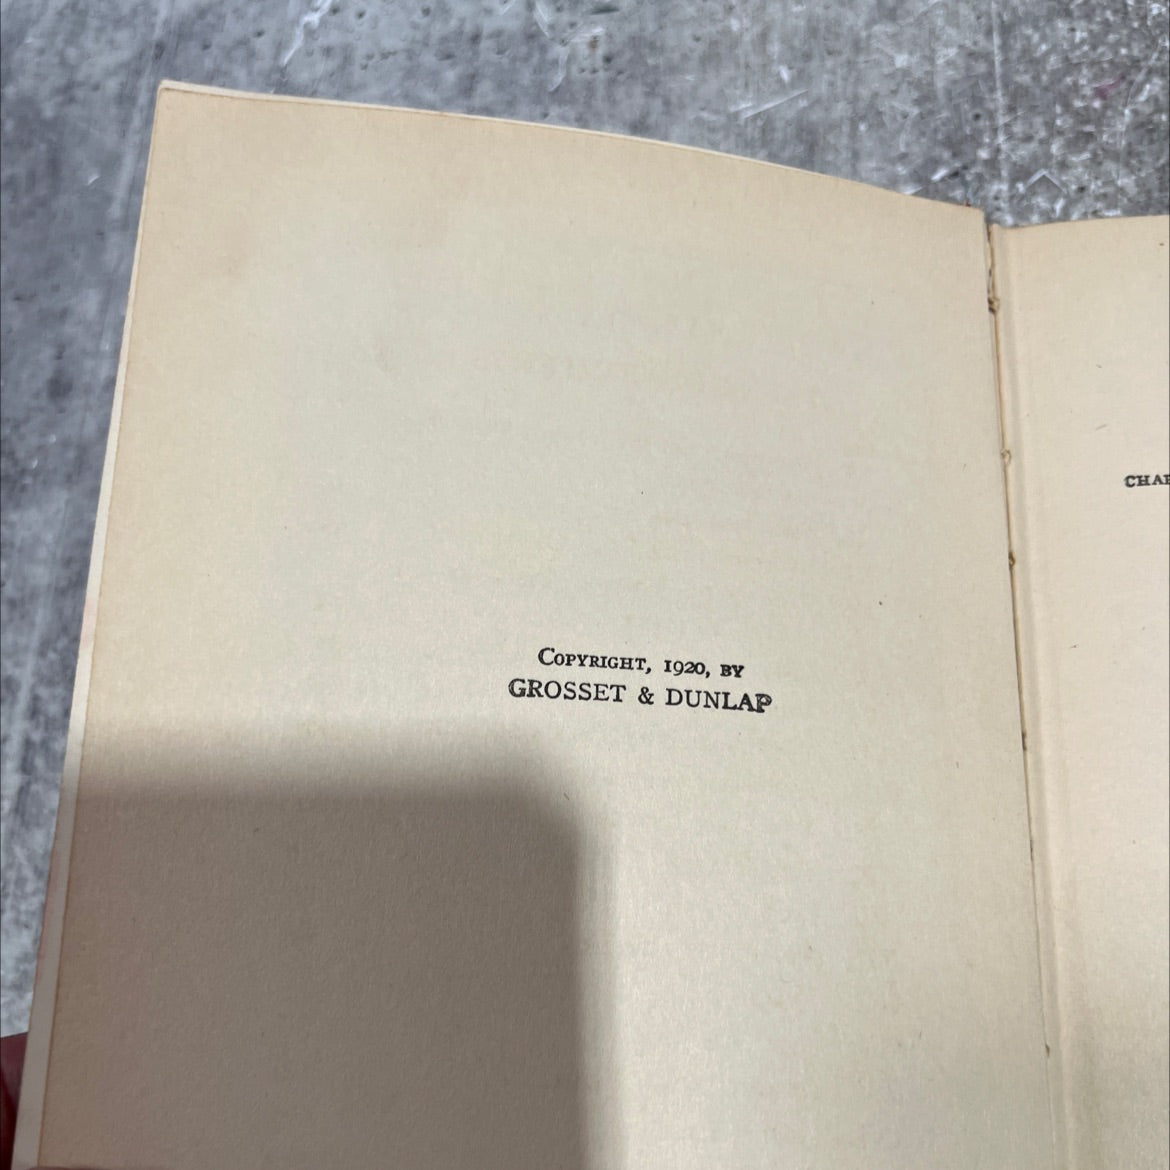 Copyright, 1920, by
GROSSET & DUNLAP